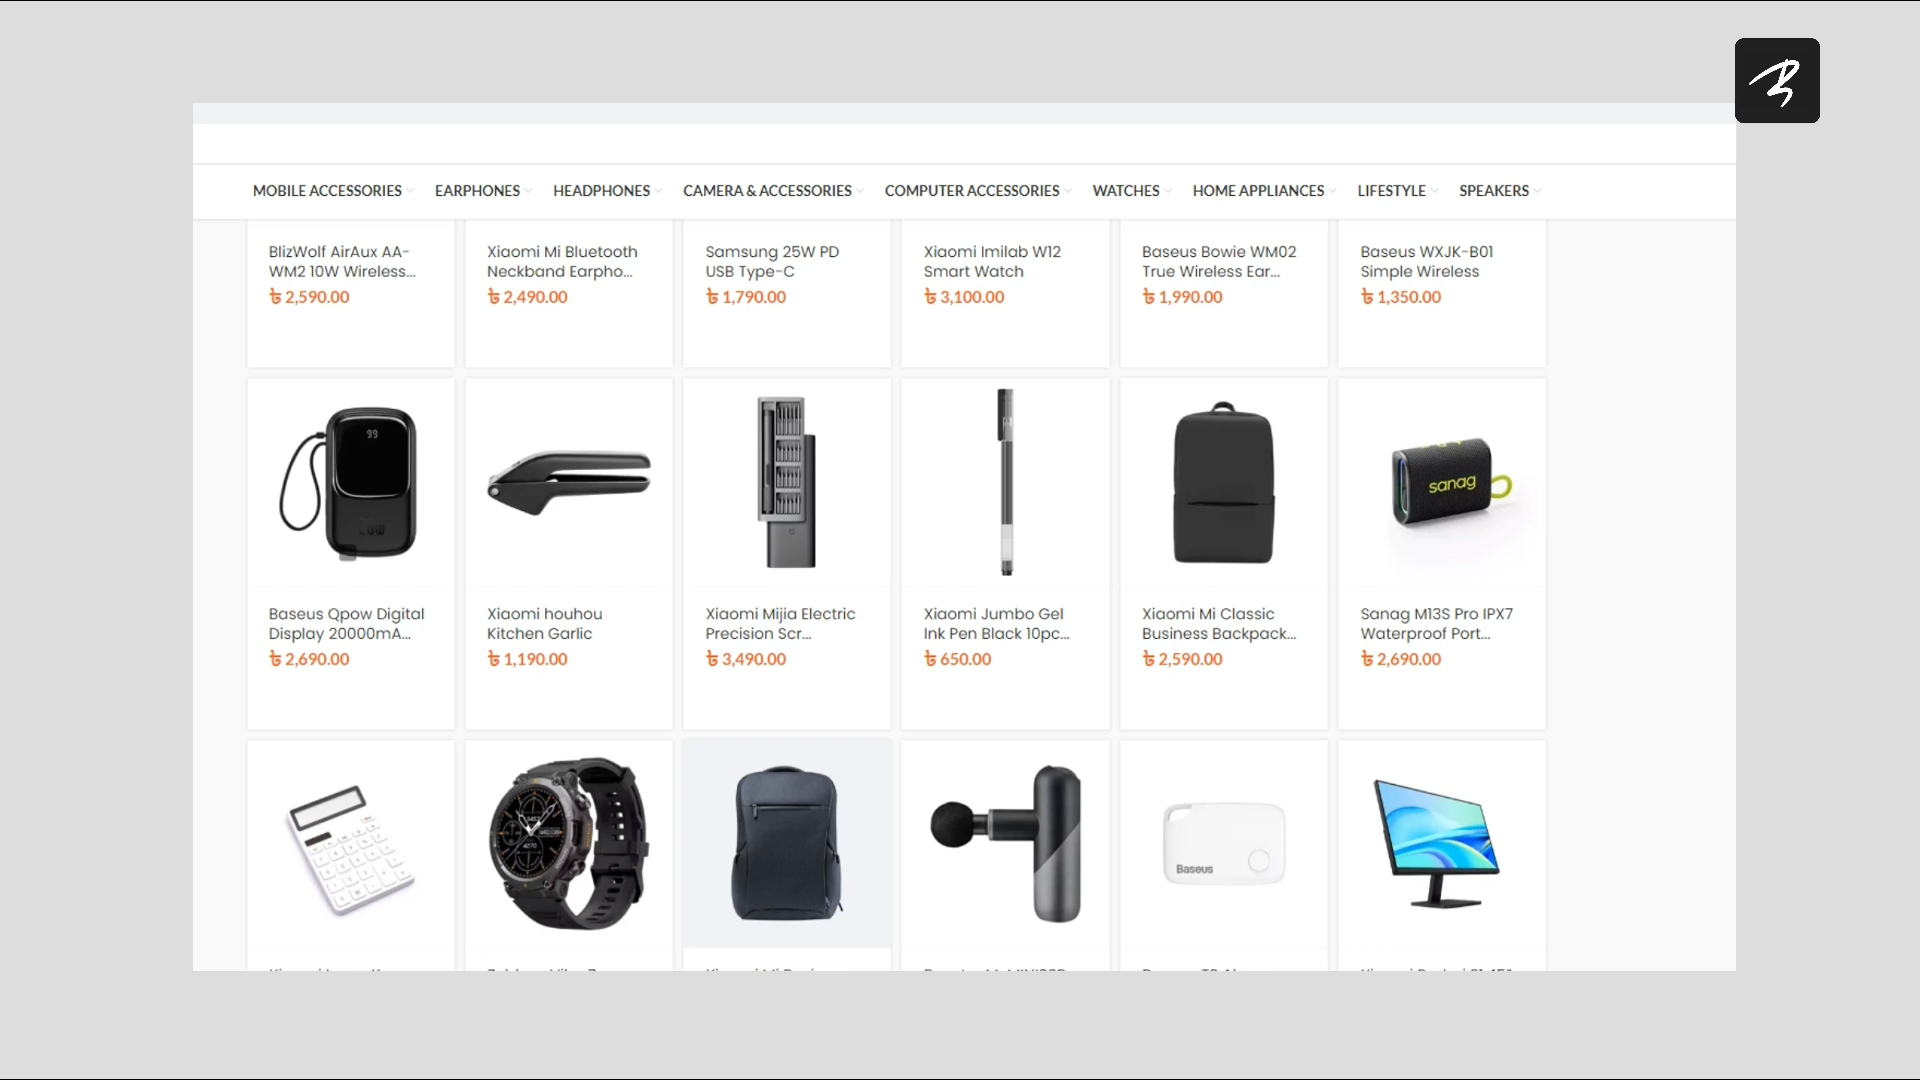 MOBILE ACCESSORIES
EARPHONES
HEADPHONES
CAMERA & ACCESSORIES
COMPUTER ACCESSORIES
WATCHES
HOME APPLIANCES
LIFESTYLE
SPEAKERS
BlizWolf AirAux AA-
WM2 10W Wireless...
৳ 2,590.00
Xiaomi Mi Bluetooth
Neckband Earpho...
৳ 2,490.00
Samsung 25W PD
USB Type-C
৳ 1,790.00
Xiaomi Imilab W12
Smart Watch
৳ 3,100.00
Baseus Bowie WM02
True Wireless Ear...
৳ 1,990.00
Baseus WXJK-B01
Simple Wireless
৳ 1,350.00
Baseus Qpow Digital
Display 20000mA...
৳ 2,690.00
Xiaomi houhou
Kitchen Garlic
৳ 1,190.00
Xiaomi Mijia Electric
Precision Scr...
৳ 3,490.00
Xiaomi Jumbo Gel
Ink Pen Black 10pc...
৳ 650.00
Xiaomi Mi Classic
Business Backpack...
৳ 2,590.00
sanag
Sanag M13S Pro IPX7
Waterproof Port...
৳ 2,690.00
Baseus